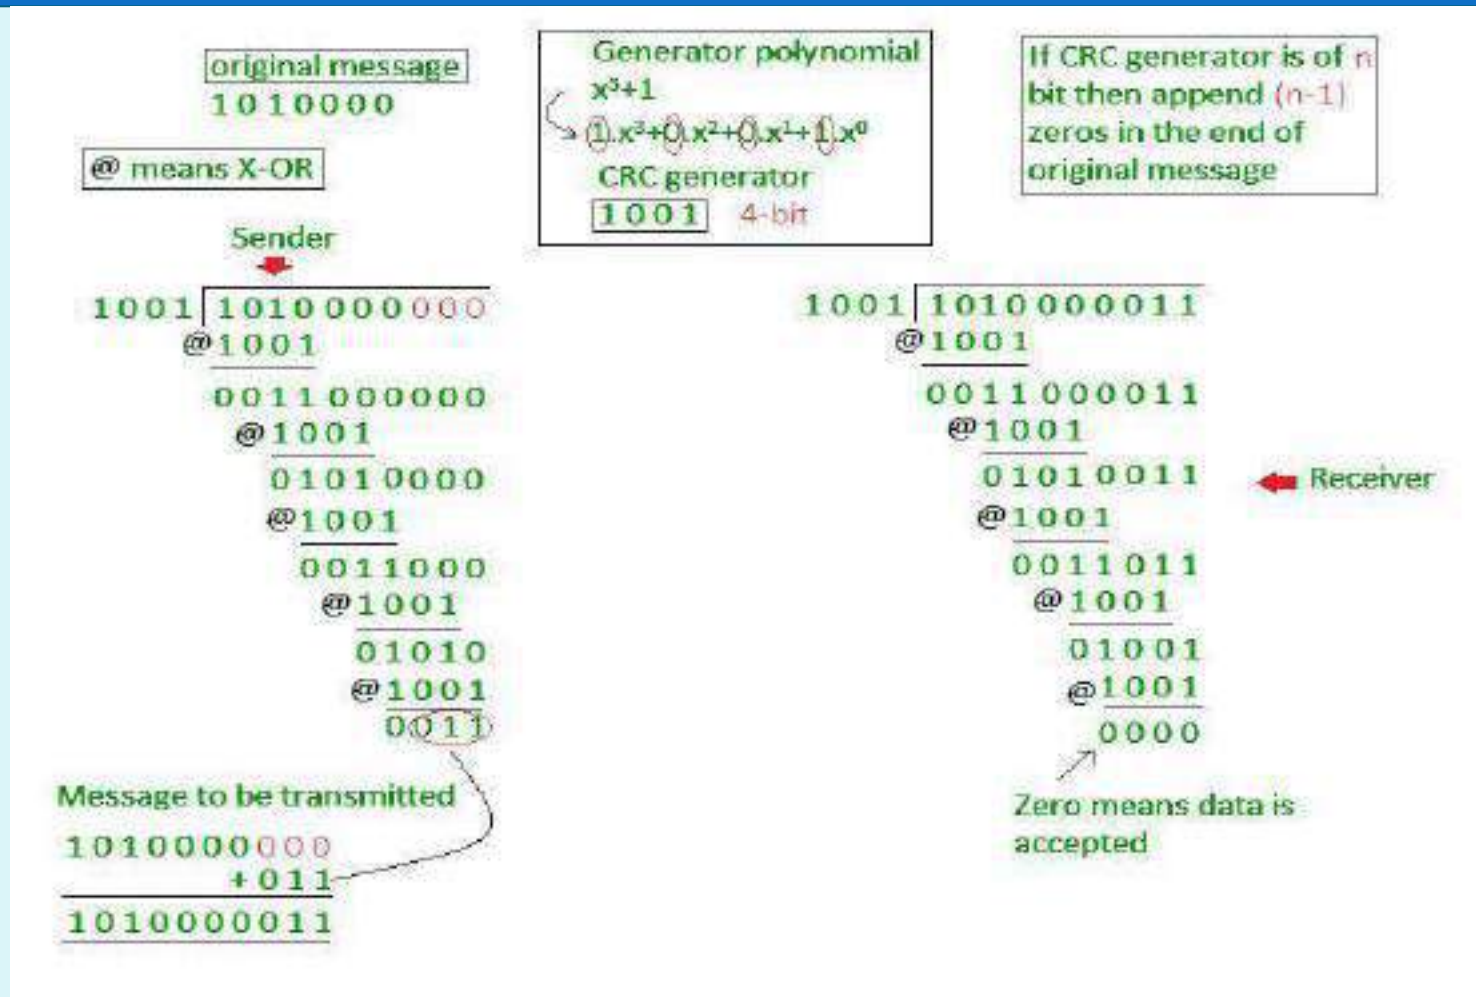 original message
1010000
@ means X-OR
Generator polynomial
x³+1
1.x³+0.x²+0.x¹+1.x⁰
CRC generator
1001 4-bit
If CRC generator is of n
bit then append (n-1)
zeros in the end of
original message
Sender
1001 1010000000
@1001
0011000000
@1001
01010000
@1001
0011000
@1001
01010
@1001
0011
Message to be transmitted
1010000000
+011
1010000011
1001 1010000011
@1001
0011000011
@1001
01010011
@1001
0011011
@1001
01001
@1001
0000
Receiver
Zero means data is
accepted